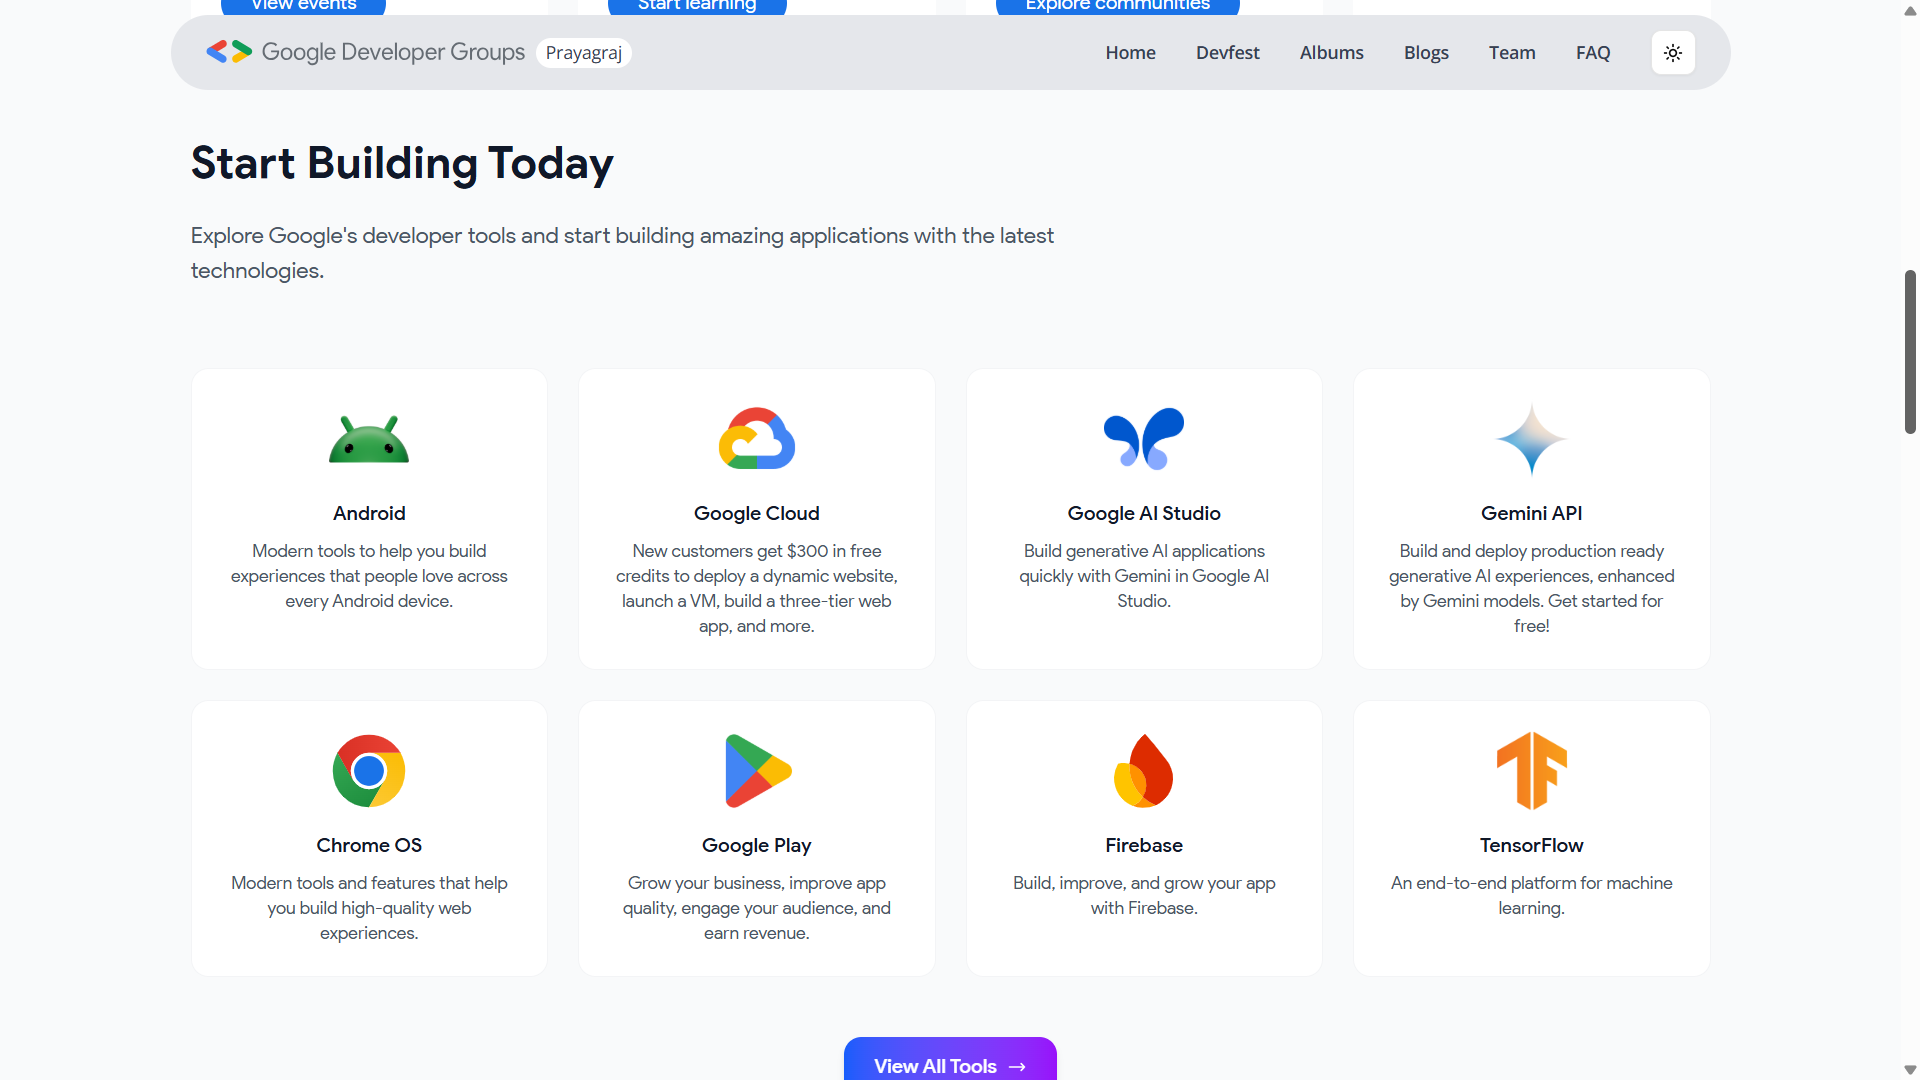 View events
Start learning
Explore communities
Google Developer Groups Prayagraj
Home Devfest Albums Blogs Team FAQ
Start Building Today
Explore Google's developer tools and start building amazing applications with the latest
technologies.
Android
Modern tools to help you build
experiences that people love across
every Android device.
Google Cloud
New customers get $300 in free
credits to deploy a dynamic website,
launch a VM, build a three-tier web
app, and more.
Google AI Studio
Build generative AI applications
quickly with Gemini in Google AI
Studio.
Gemini API
Build and deploy production ready
generative AI experiences, enhanced
by Gemini models. Get started for
free!
Chrome OS
Modern tools and features that help
you build high-quality web
experiences.
Google Play
Grow your business, improve app
quality, engage your audience, and
earn revenue.
Firebase
Build, improve, and grow your app
with Firebase.
TensorFlow
An end-to-end platform for machine
learning.
View All Tools →